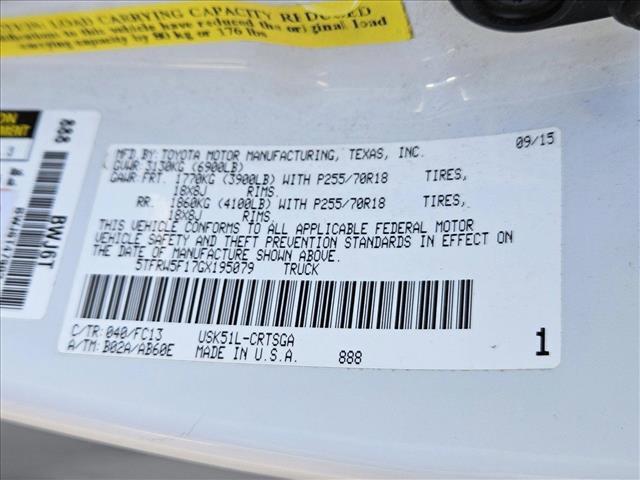 LOAD CARRYING CAPACITY REDUCED
to this vehicle have reduced the original load
carrying capacity by 80 kg or 176 lbs
888
BWJ6T
MFD.BY: TOYOTA MOTOR MANUFACTURING, TEXAS, INC. 09/15
GVWR: 3130KG (6900LB)
GAWR FRT. 1770KG (3900LB) WITH P255/70R18 TIRES,
18X8J RIMS,
RR. 1860KG (4100LB) WITH P255/70R18 TIRES,
18X8J RIMS,
THIS VEHICLE CONFORMS TO ALL APPLICABLE FEDERAL MOTOR
VEHICLE SAFETY AND THEFT PREVENTION STANDARDS IN EFFECT ON
THE DATE OF MANUFACTURE SHOWN ABOVE.
5TFRW5F17GX195079 TRUCK
C/TR: 040/FC13 USK51L-CRTSGA
A/TM: B02A/AB60E MADE IN U.S.A. 888 1